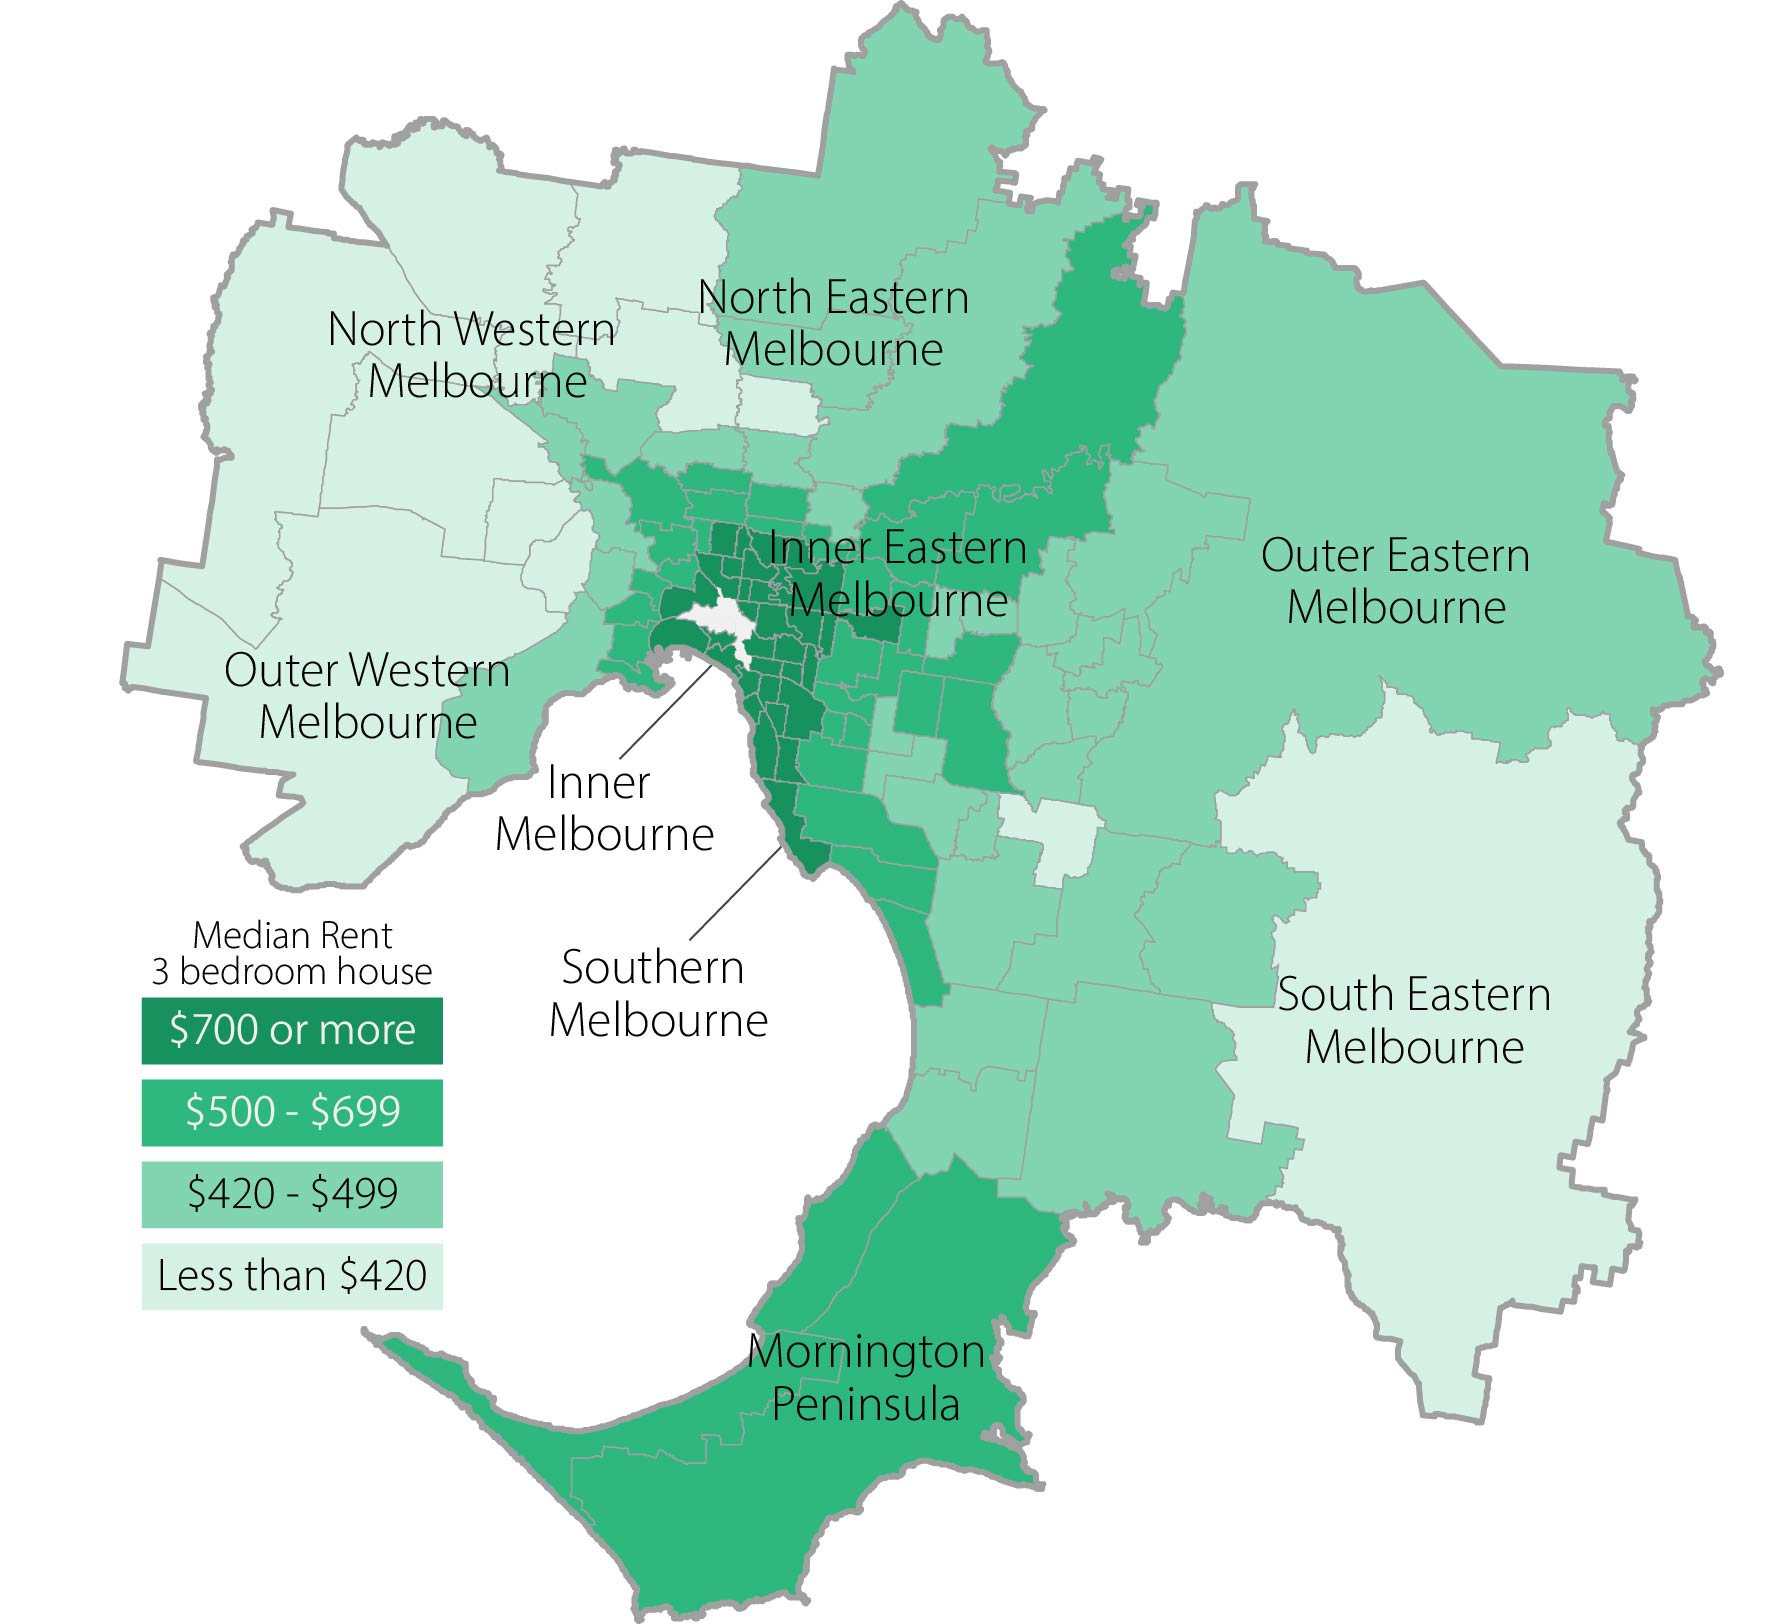 North Eastern
Melbourne
North Western
Melbourne
Inner Eastern
Melbourne
Outer Eastern
Melbourne
Outer Western
Melbourne
Inner
Melbourne
Southern
Melbourne
South Eastern
Melbourne
Median Rent
3 bedroom house
$700 or more
$500 - $699
$420 - $499
Less than $420
Mornington
Peninsula